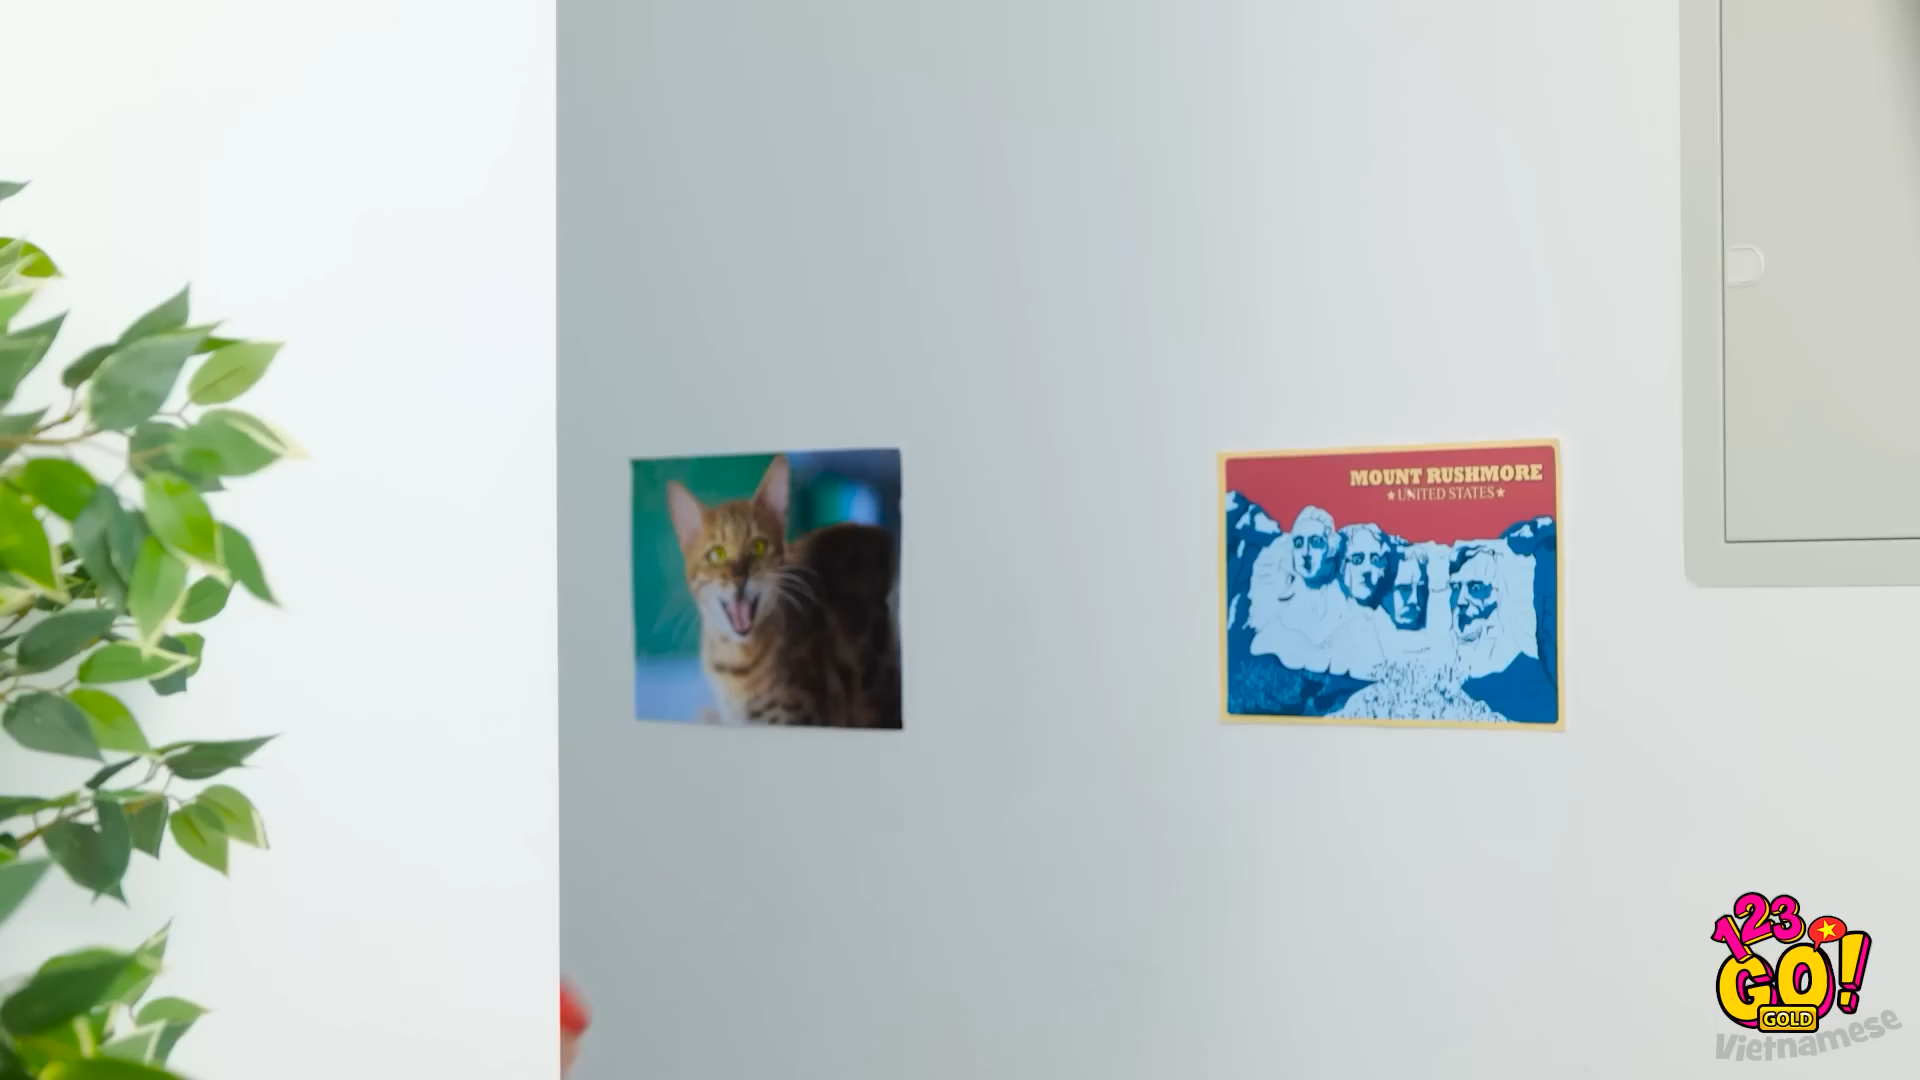 MOUNT RUSHMORE
★UNITED STATES★
123
GO!
GOLD
Vietnamese